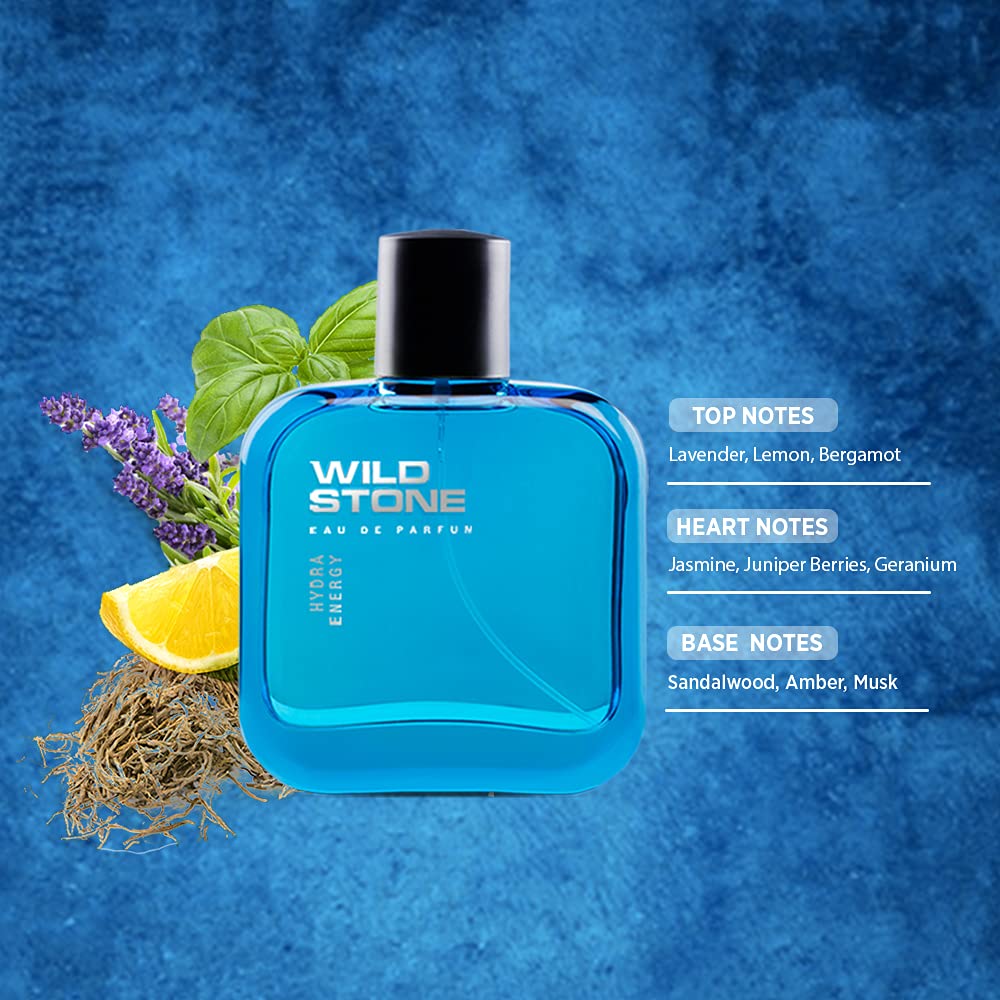 WILD
STONE
EAU DE PARFUM
HYDRA
ENERGY
TOP NOTES
Lavender, Lemon, Bergamot
HEART NOTES
Jasmine, Juniper Berries, Geranium
BASE NOTES
Sandalwood, Amber, Musk